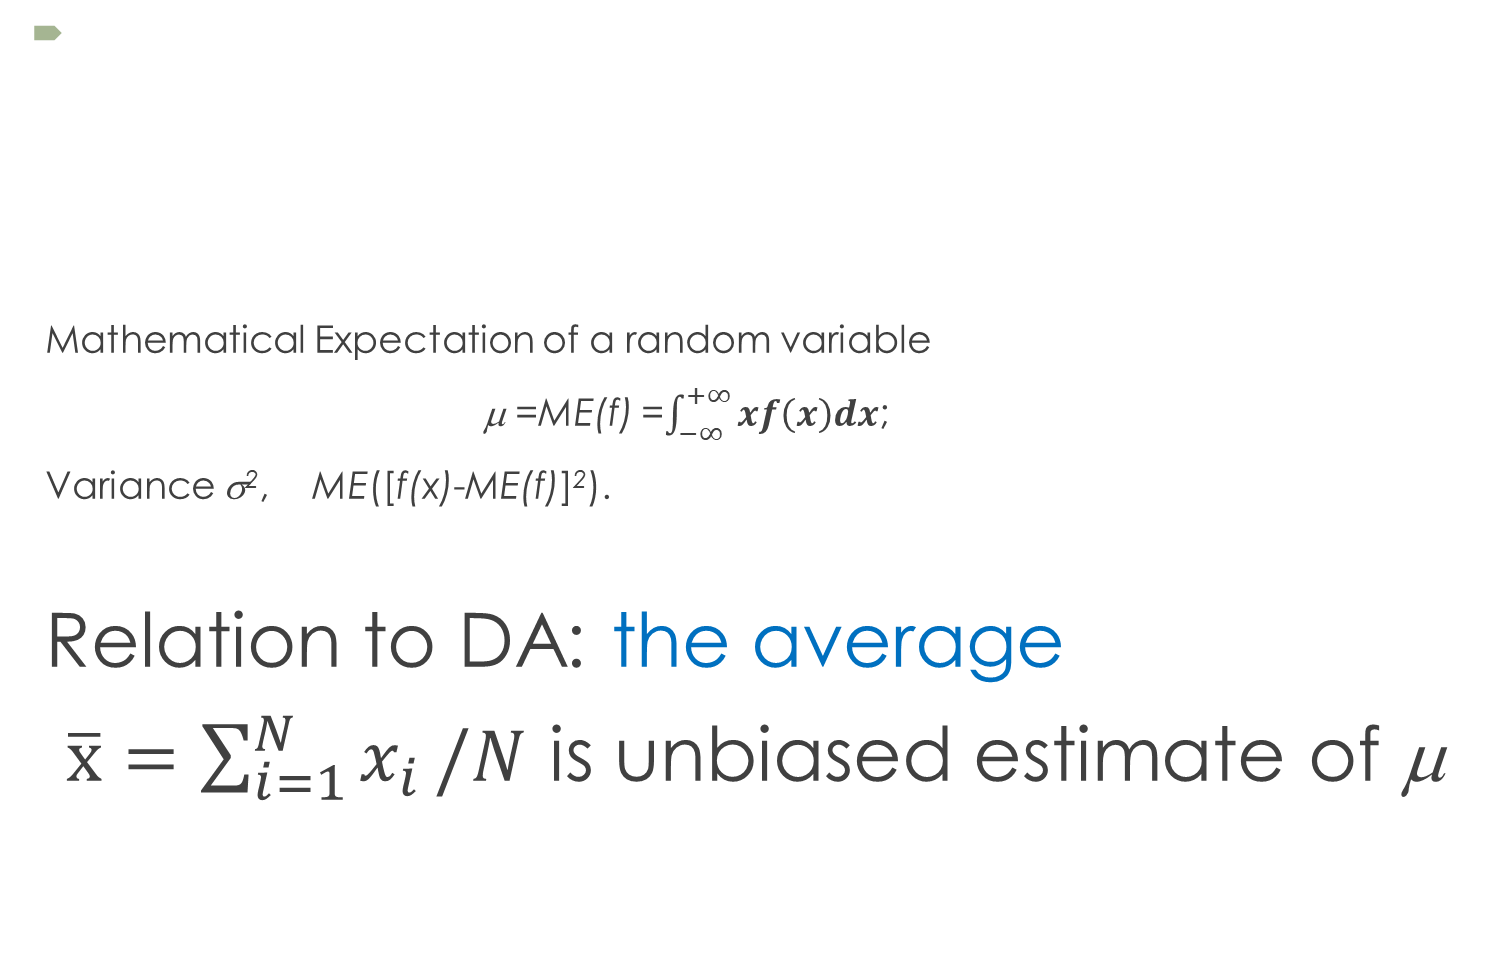 Mathematical Expectation of a random variable
μ =ME(f) =∫_{−∞}^{+∞} xf(x)dx;
Variance σ², ME([f(x)-ME(f)]²).
Relation to DA: the average
x̄ = ∑_{i=1}^{N} x_i /N is unbiased estimate of μ